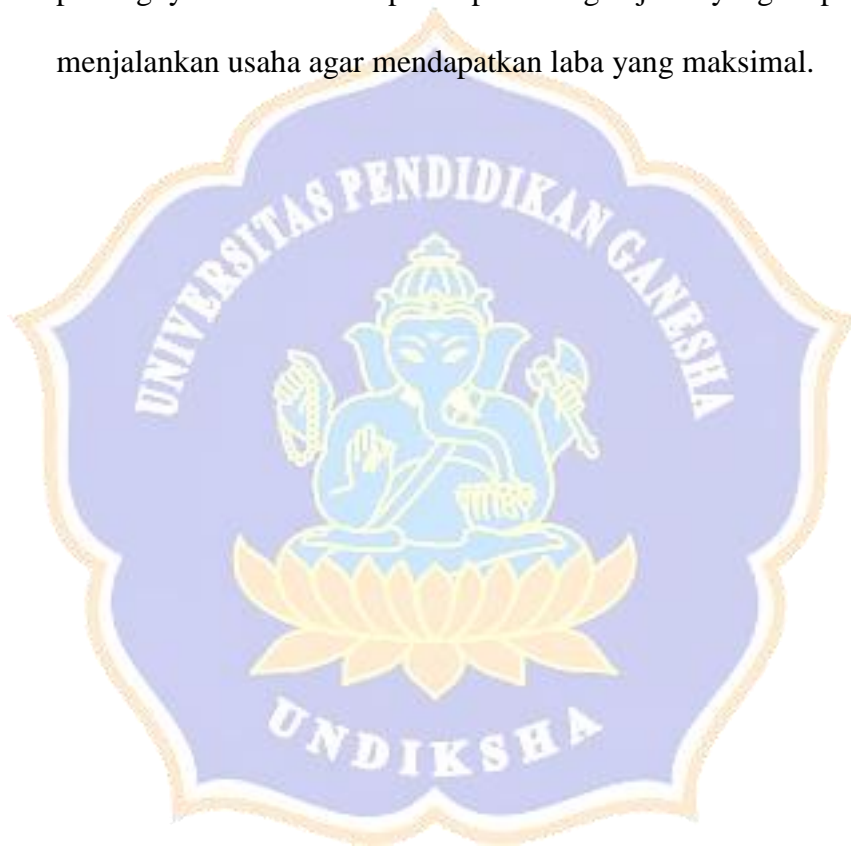 menjalankan usaha agar mendapatkan laba yang maksimal.
UNIVERSITAS PENDIDIKAN GANESHA
UNDIKSHA